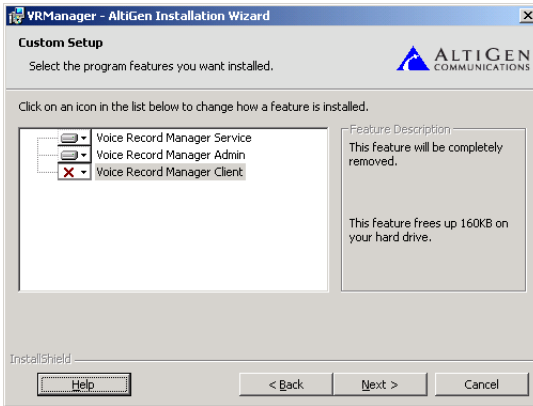 VRManager - AltiGen Installation Wizard
Custom Setup
Select the program features you want installed.
ALTIGEN
COMMUNICATIONS
Click on an icon in the list below to change how a feature is installed.
Voice Record Manager Service
Voice Record Manager Admin
Voice Record Manager Client
Feature Description
This feature will be completely
removed.
This feature frees up 160KB on
your hard drive.
InstallShield
Help
< Back
Next >
Cancel